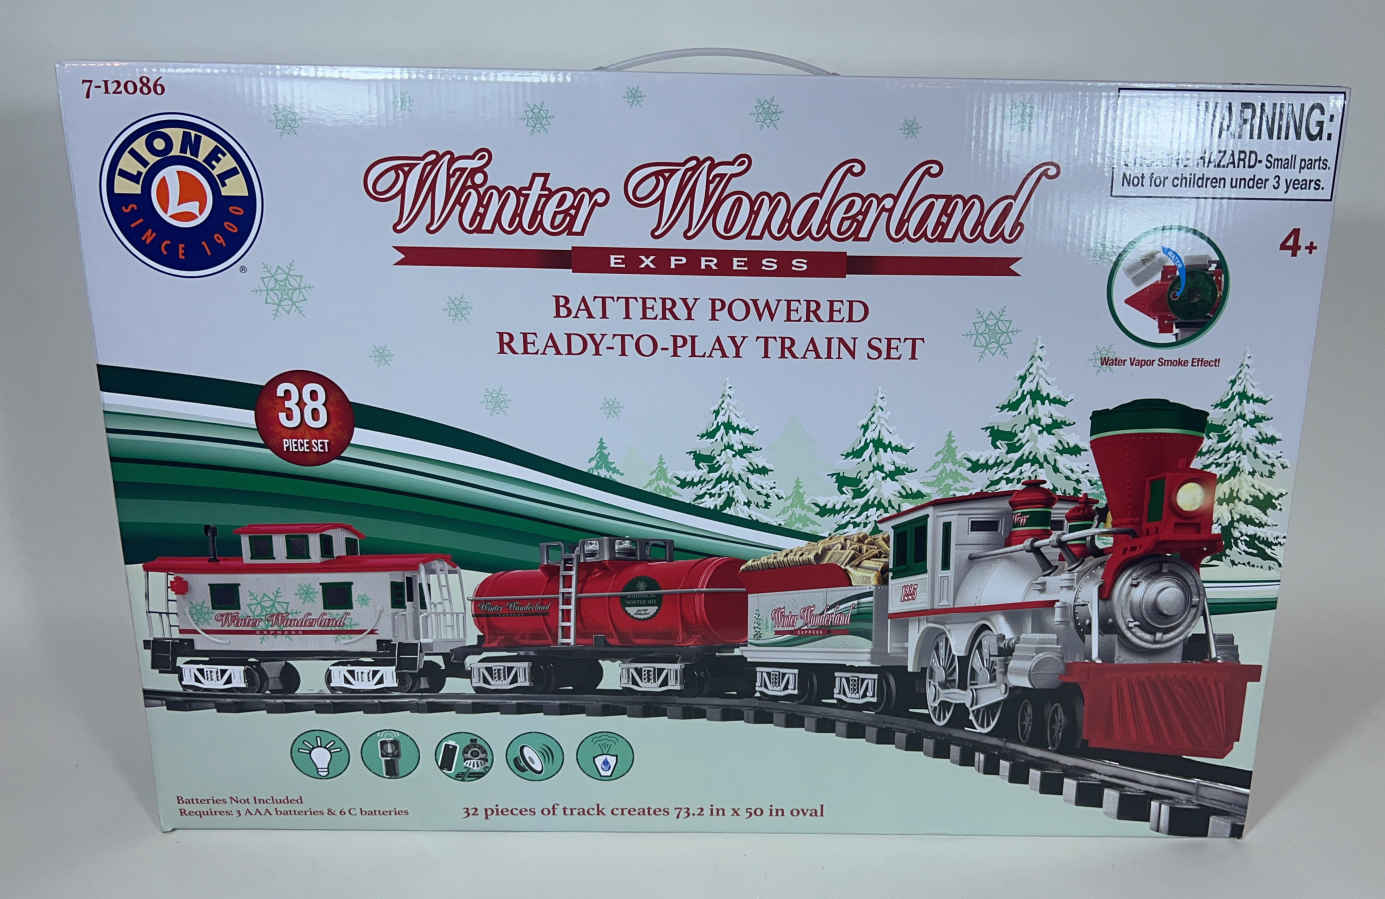 7-12086
LIONEL
L
SINCE 1900
®
Winter Wonderland
EXPRESS
BATTERY POWERED
READY-TO-PLAY TRAIN SET
WARNING:
HAZARD- Small parts.
Not for children under 3 years.
4+
Water Vapor Smoke Effect!
38
PIECE SET
Winter Wonderland
EXPRESS
Winter Wonderland
Winter Wonderland
EXPRESS
Batteries Not Included
Requires: 3 AAA batteries & 6 C batteries
32 pieces of track creates 73.2 in x 50 in oval